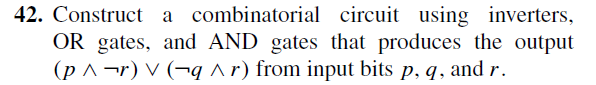 42. Construct a combinatorial circuit using inverters,
OR gates, and AND gates that produces the output
(p ∧ ¬r) ∨ (¬q ∧ r) from input bits p, q, and r.